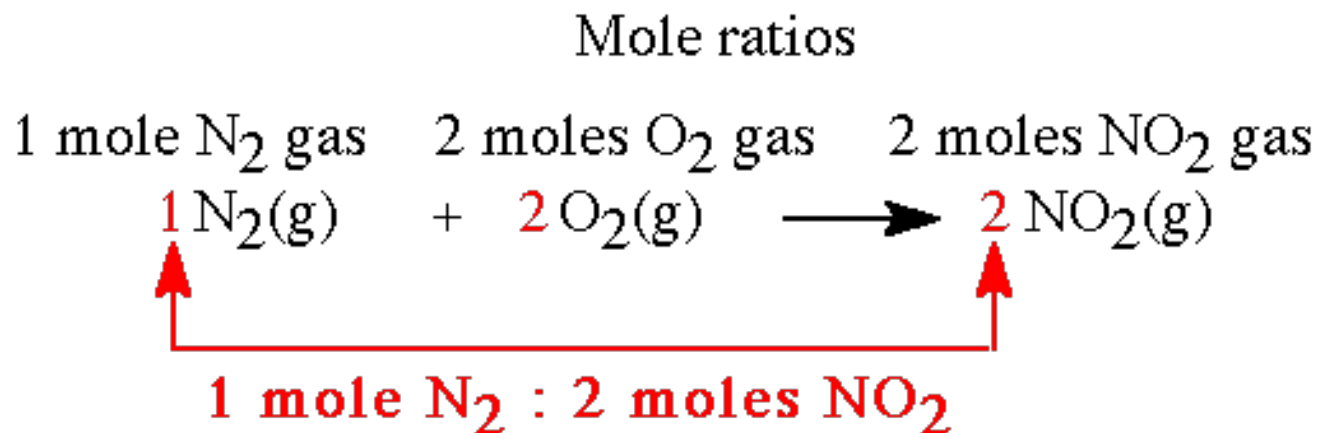 Mole ratios
1 mole N₂ gas 2 moles O₂ gas 2 moles NO₂ gas
1 N₂(g) + 2 O₂(g) ⟶ 2 NO₂(g)
1 mole N₂ : 2 moles NO₂